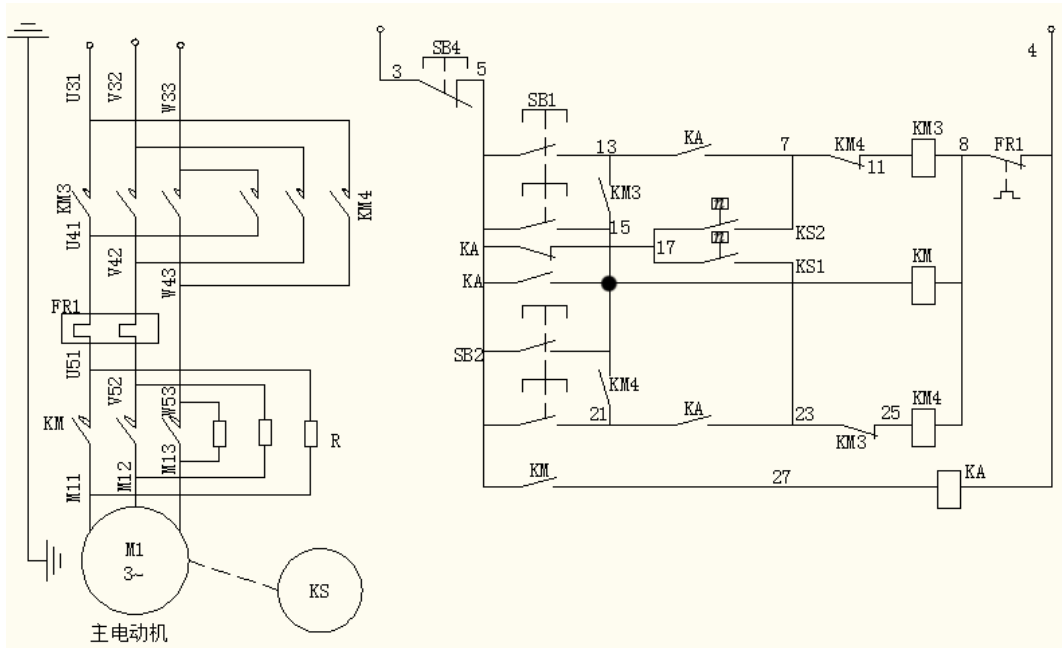 U31
V32
W33
KM3
KM4
U41
V42
W43
FR1
U51
V52
W53
KM
R
M11
M12
M13
M1
3~
KS
主电动机
3
SB4
5
4
SB1
13
KA
7
KM4
11
KM3
8
FR1
KM3
15
n
KS2
KA
17
n
KS1
KA
KM
SB2
KM4
21
KA
23
KM3
25
KM4
KM
27
KA